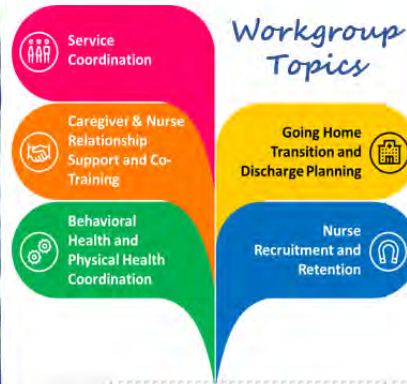 Workgroup
Topics
Service
Coordination
Caregiver & Nurse
Relationship
Support and Co-
Training
Going Home
Transition and
Discharge Planning
Behavioral
Health and
Physical Health
Coordination
Nurse
Recruitment and
Retention